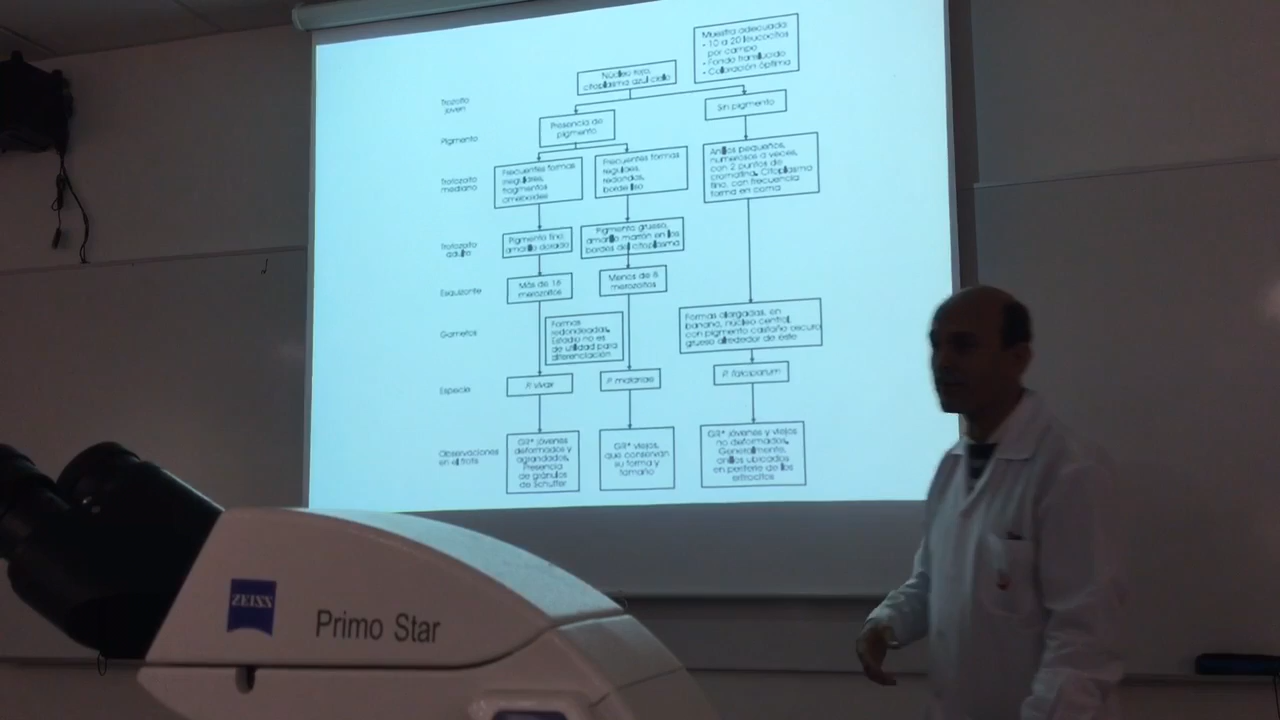 Muestra adecuada
- 10 a 20 leucocitos
por campo
- Fondo translúcido
- Coloración óptima
Núcleo rojo,
citoplasma azul cielo
Trozoíto
joven
Presencia de
pigmento
Sin pigmento
Pigmento
Trofozoíto
mediano
Frecuentes formas
irregulares,
fragmentos
ameboides
Frecuentes formas
regulares,
redondas,
borde liso
Anillos pequeños,
numerosos a veces,
con 2 puntos de
cromatina. Citoplasma
fino, con frecuencia
forma en coma
Trofozoíto
adulto
Pigmento fino,
amarillo dorado
Pigmento grueso,
amarillo marrón en los
bordes del citoplasma
Esquizonte
Más de 16
merozoítos
Menos de 8
merozoítos
Gametos
Formas
redondeadas.
Estadio no es
de utilidad para
diferenciación
Formas alargadas, en
banana, núcleo central,
con pigmento castaño oscuro
grueso alrededor de éste
Especie
P. vivax
P. malariae
P. falciparum
Observaciones
en el frotis
GR* jóvenes
deformados y
agrandados.
Presencia
de gránulos
de Schuffer
GR* viejos,
que conservan
su forma y
tamaño
GR* jóvenes y viejos
no deformados.
Generalmente,
anillos ubicados
en periferie de los
eritrocitos
ZEISS
Primo Star